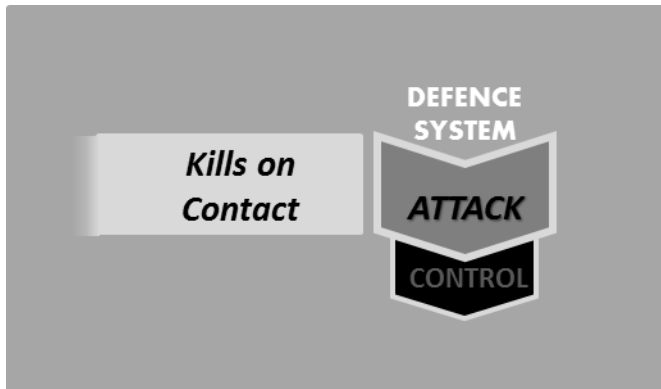 Kills on
Contact
DEFENCE
SYSTEM
ATTACK
CONTROL